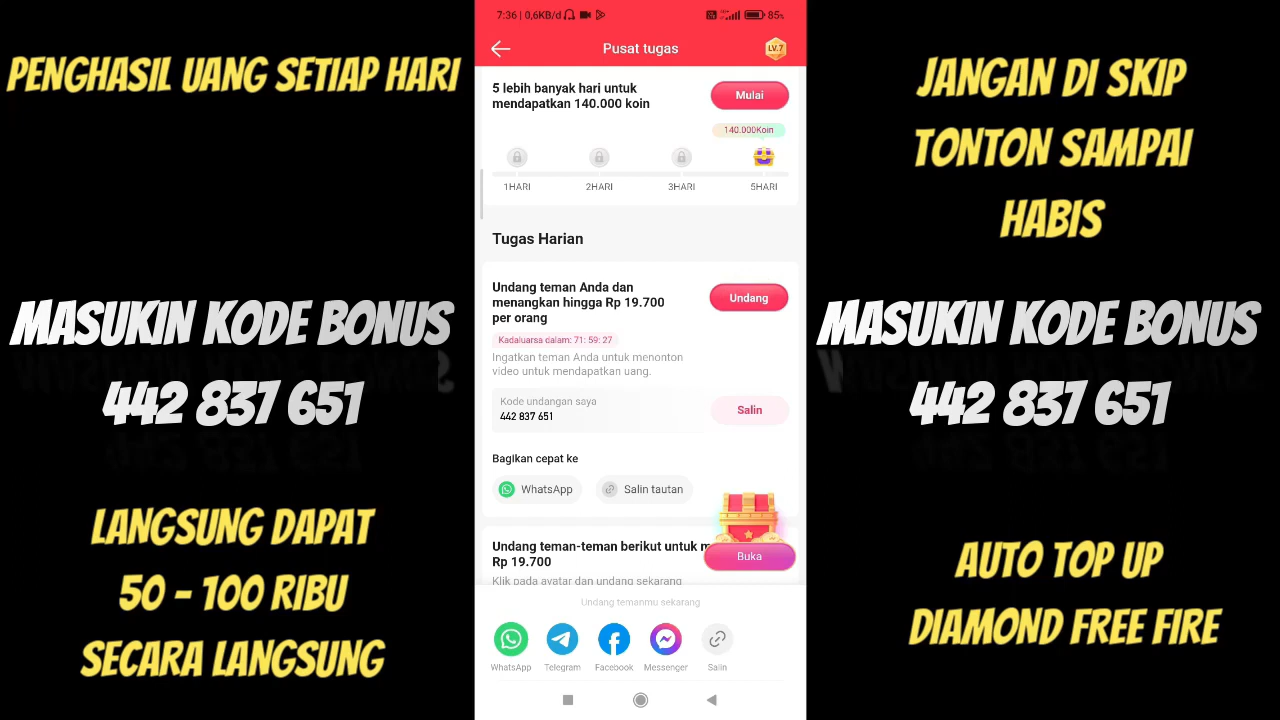 PENGHASIL UANG SETIAP HARI
MASUKIN KODE BONUS
442 837 651
LANGSUNG DAPAT
50 - 100 RIBU
SECARA LANGSUNG
7:36 | 0,6KB/d
85%
Pusat tugas
LV.7
5 lebih banyak hari untuk
mendapatkan 140.000 koin
Mulai
140.000Koin
1HARI
2HARI
3HARI
5HARI
Tugas Harian
Undang teman Anda dan
menangkan hingga Rp 19.700
per orang
Undang
Kadaluarsa dalam: 71: 59: 27
Ingatkan teman Anda untuk menonton
video untuk mendapatkan uang.
Kode undangan saya
442 837 651
Salin
Bagikan cepat ke
WhatsApp
Salin tautan
Undang teman-teman berikut untuk m
Rp 19.700
Buka
Klik pada avatar dan undang sekarang
Undang temanmu sekarang
WhatsApp
Telegram
Facebook
Messenger
Salin
JANGAN DI SKIP
TONTON SAMPAI
HABIS
MASUKIN KODE BONUS
442 837 651
AUTO TOP UP
DIAMOND FREE FIRE